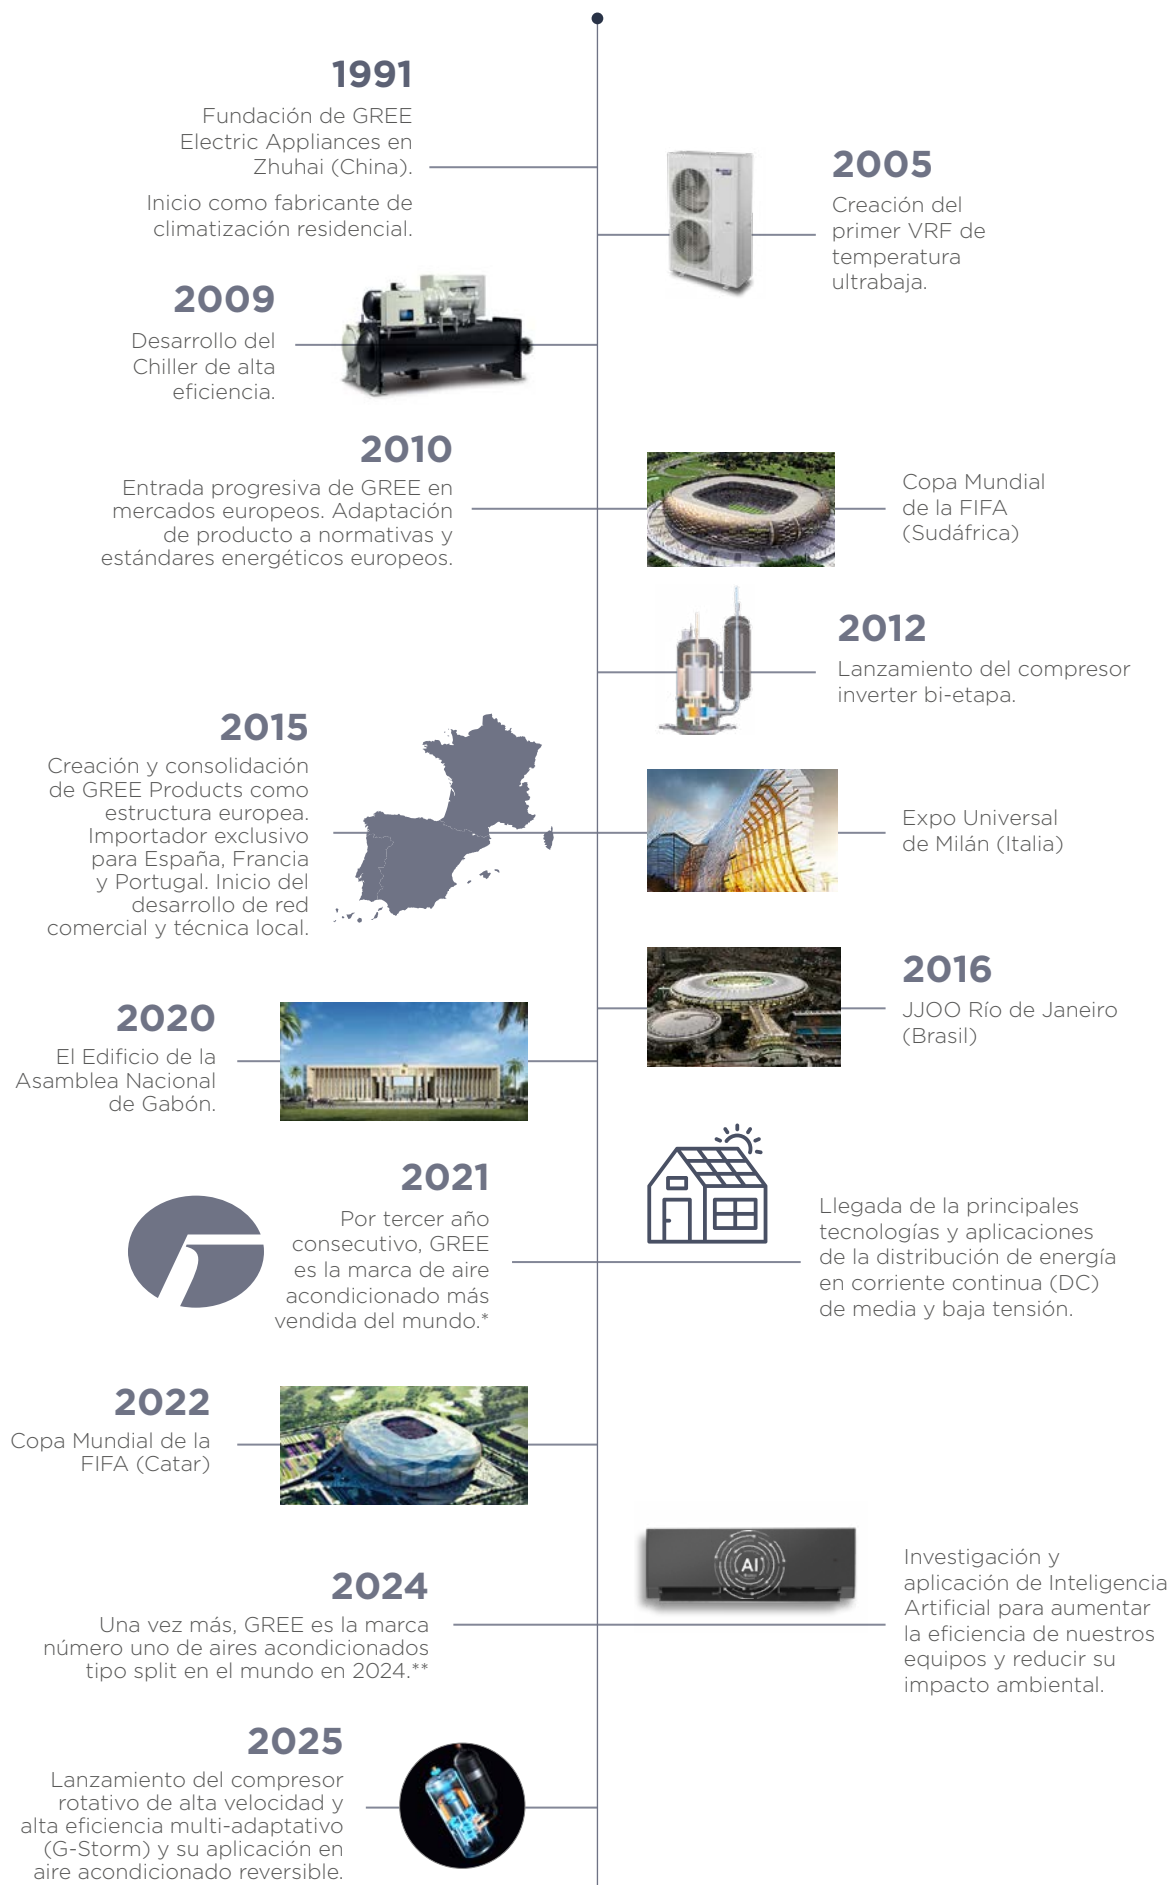 1991
Fundación de GREE
Electric Appliances en
Zhuhai (China).
Inicio como fabricante de
climatización residencial.
2005
Creación del
primer VRF de
temperatura
ultrabaja.
2009
Desarrollo del
Chiller de alta
eficiencia.
2010
Entrada progresiva de GREE en
mercados europeos. Adaptación
de producto a normativas y
estándares energéticos europeos.
Copa Mundial
de la FIFA
(Sudáfrica)
2012
Lanzamiento del compresor
inverter bi-etapa.
2015
Creación y consolidación
de GREE Products como
estructura europea.
Importador exclusivo
para España, Francia
y Portugal. Inicio del
desarrollo de red
comercial y técnica local.
Expo Universal
de Milán (Italia)
2016
JJOO Río de Janeiro
(Brasil)
2020
El Edificio de la
Asamblea Nacional
de Gabón.
2021
Por tercer año
consecutivo, GREE
es la marca de aire
acondicionado más
vendida del mundo.*
Llegada de la principales
tecnologías y aplicaciones
de la distribución de energía
en corriente continua (DC)
de media y baja tensión.
2022
Copa Mundial de la
FIFA (Catar)
2024
Una vez más, GREE es la marca
número uno de aires acondicionados
tipo split en el mundo en 2024.**
AI
Investigación y
aplicación de Inteligencia
Artificial para aumentar
la eficiencia de nuestros
equipos y reducir su
impacto ambiental.
2025
Lanzamiento del compresor
rotativo de alta velocidad y
alta eficiencia multi-adaptativo
(G-Storm) y su aplicación en
aire acondicionado reversible.